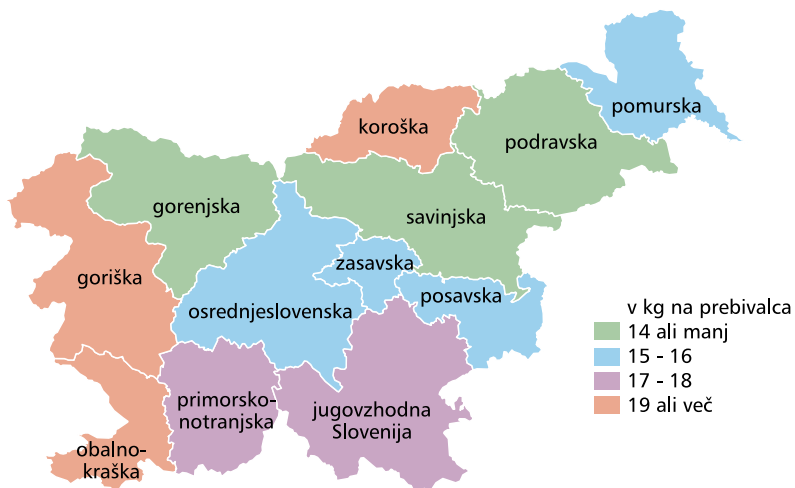 pomurska
koroška
podravska
gorenjska
savinjska
zasavska
goriška
posavska
osrednjeslovenska
primorsko-
notranjska
jugovzhodna
Slovenija
obalno-
kraška
v kg na prebivalca
14 ali manj
15 - 16
17 - 18
19 ali več